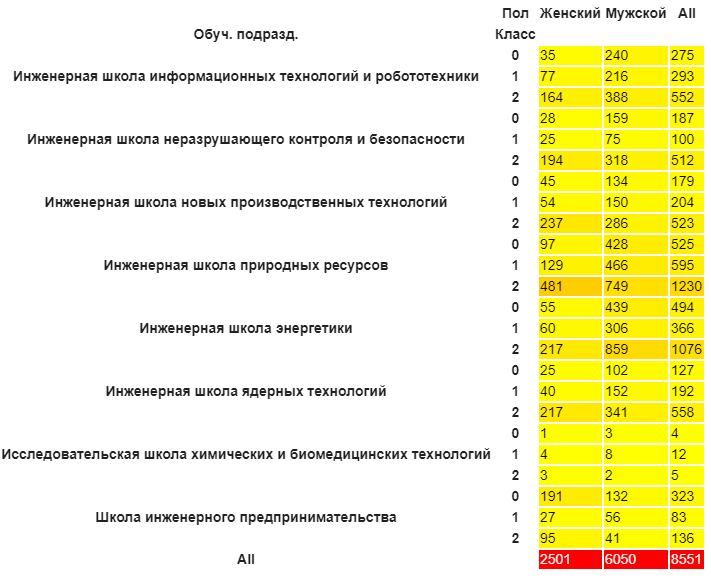 Пол Женский Мужской All
Обуч. подразд. Класс
0 35 240 275
Инженерная школа информационных технологий и робототехники 1 77 216 293
2 164 388 552
0 28 159 187
Инженерная школа неразрушающего контроля и безопасности 1 25 75 100
2 194 318 512
0 45 134 179
Инженерная школа новых производственных технологий 1 54 150 204
2 237 286 523
0 97 428 525
Инженерная школа природных ресурсов 1 129 466 595
2 481 749 1230
0 55 439 494
Инженерная школа энергетики 1 60 306 366
2 217 859 1076
0 25 102 127
Инженерная школа ядерных технологий 1 40 152 192
2 217 341 558
0 1 3 4
Исследовательская школа химических и биомедицинских технологий 1 4 8 12
2 3 2 5
0 191 132 323
Школа инженерного предпринимательства 1 27 56 83
2 95 41 136
All 2501 6050 8551